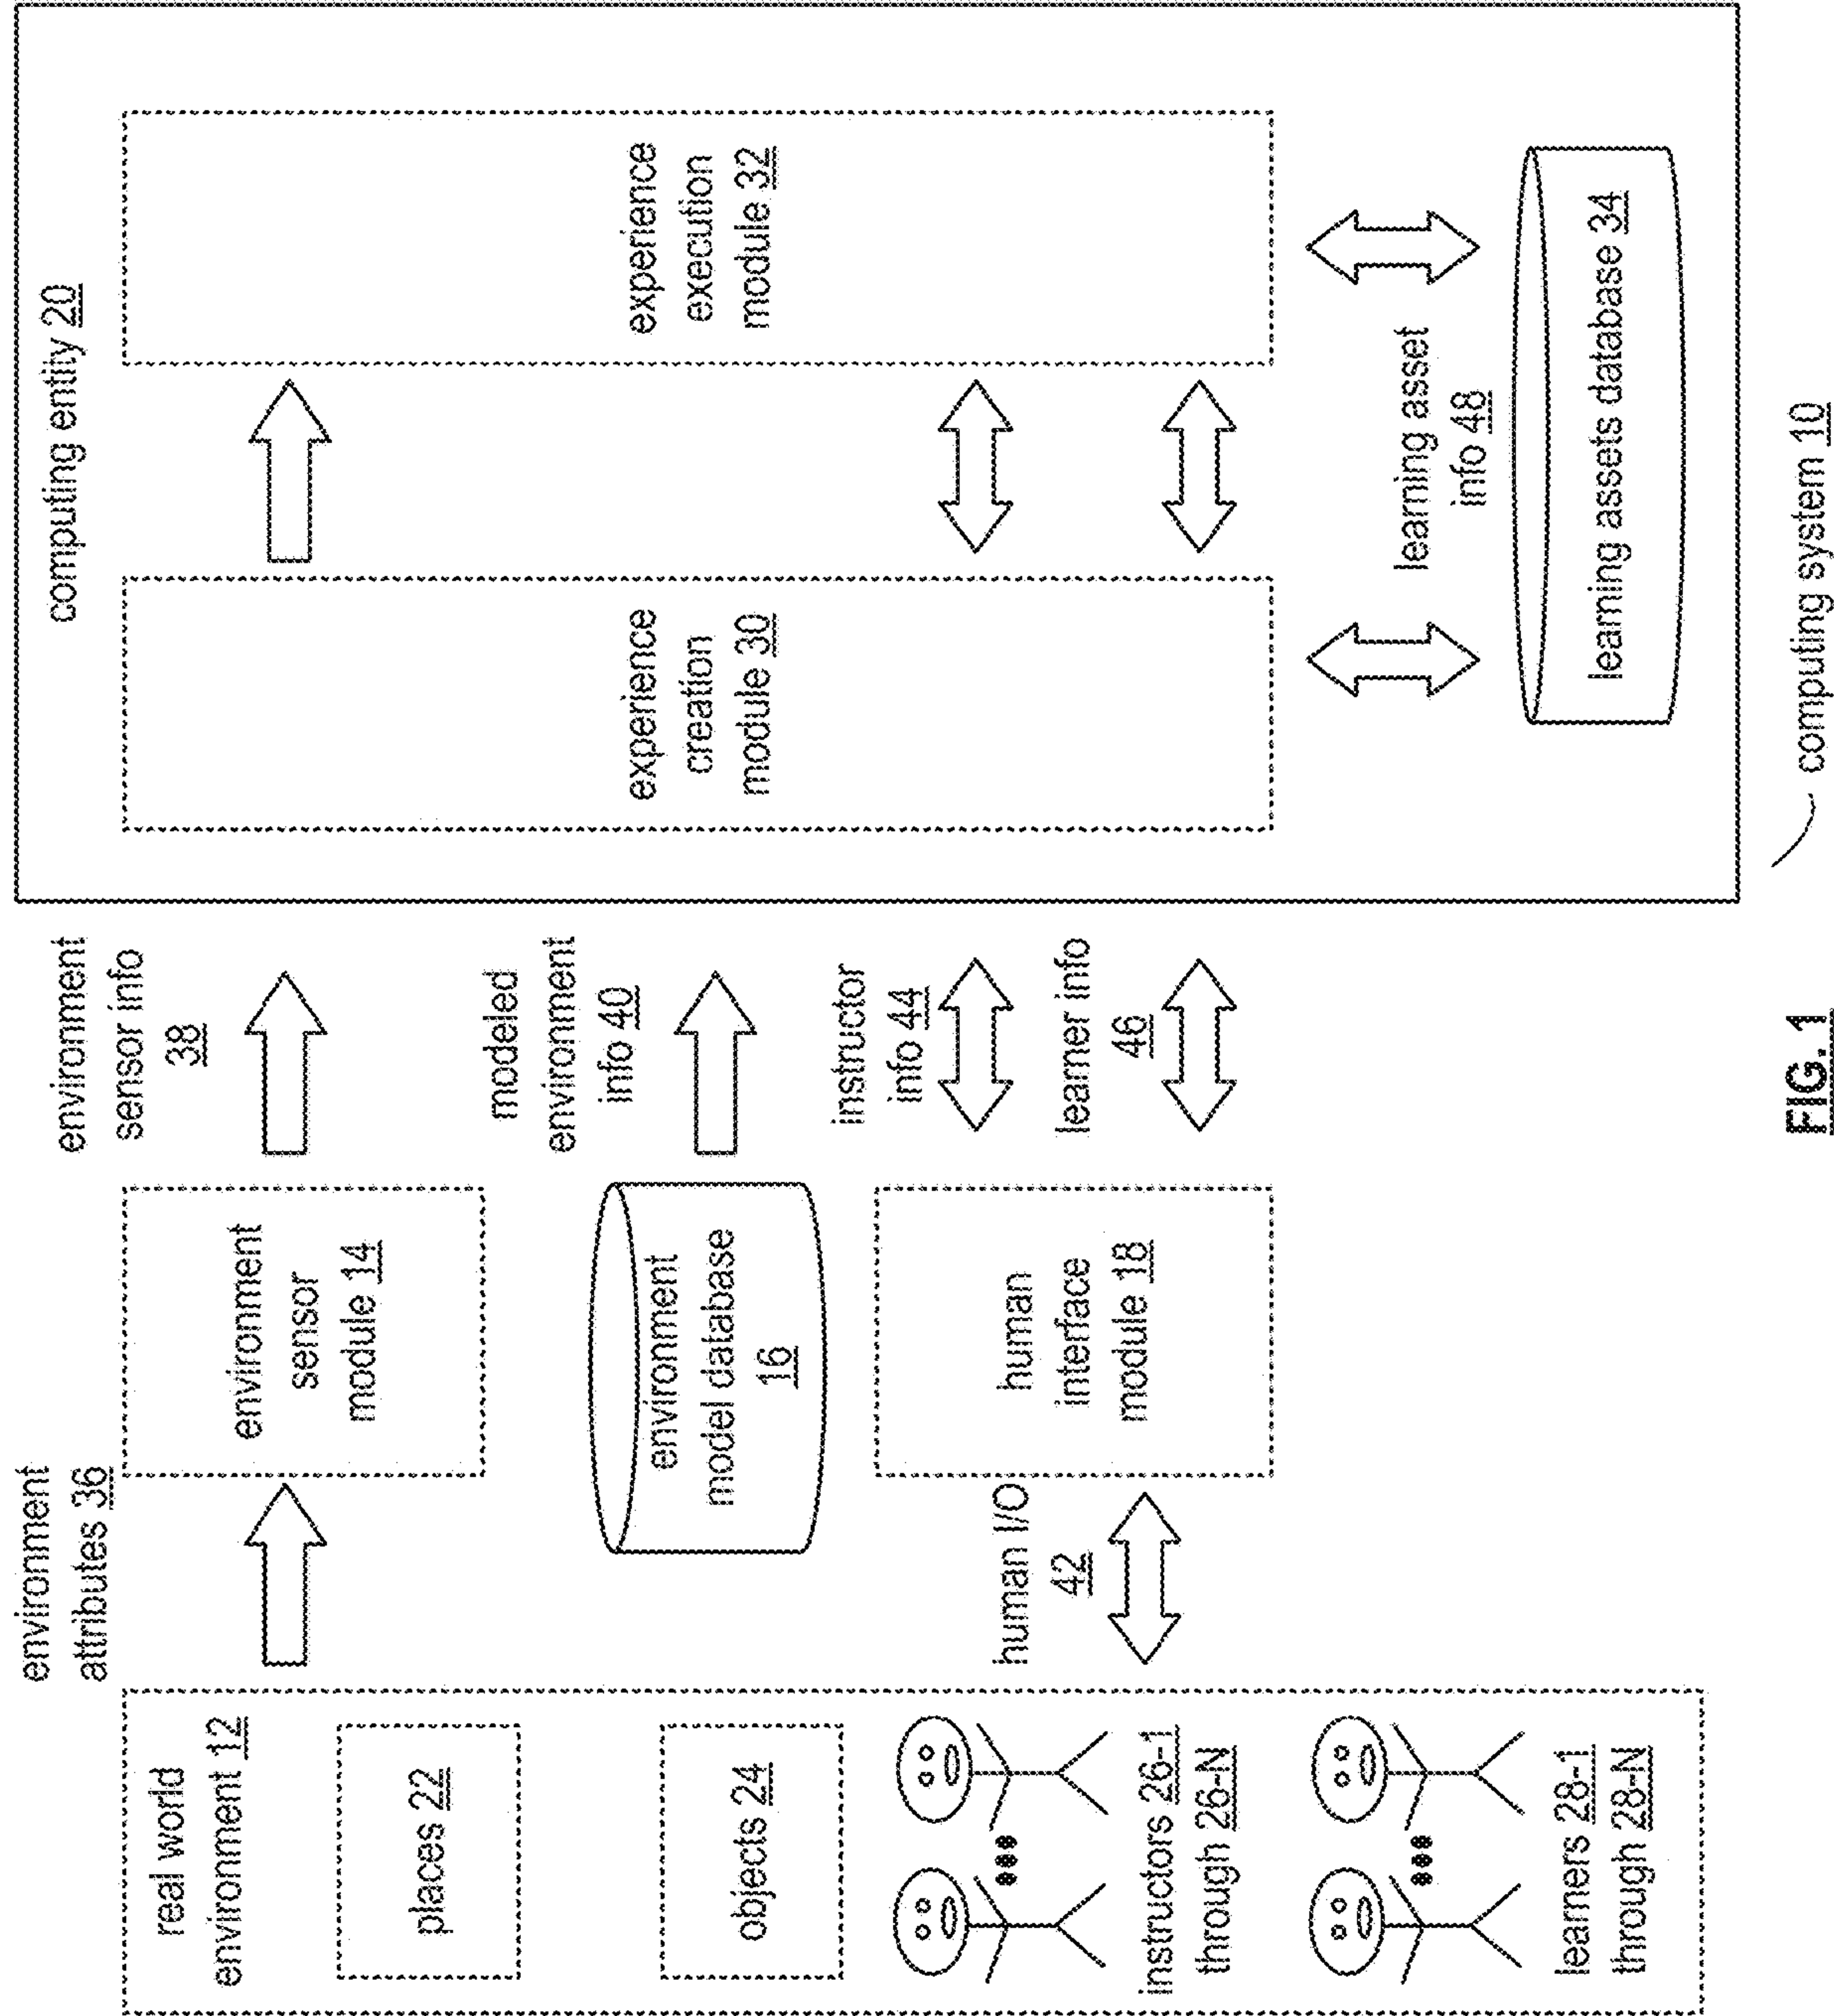 environment
attributes 36
environment
sensor info
38
computing entity 20
real world
environment 12
places 22
objects 24
instructors 26-1
through 26-N
learners 28-1
through 28-N
environment
sensor
module 14
modeled
environment
info 40
environment
model database
16
instructor
info 44
learner info
46
human I/O
42
human
interface
module 18
experience
creation
module 30
experience
execution
module 32
learning asset
info 48
learning assets database 34
computing system 10
FIG. 1